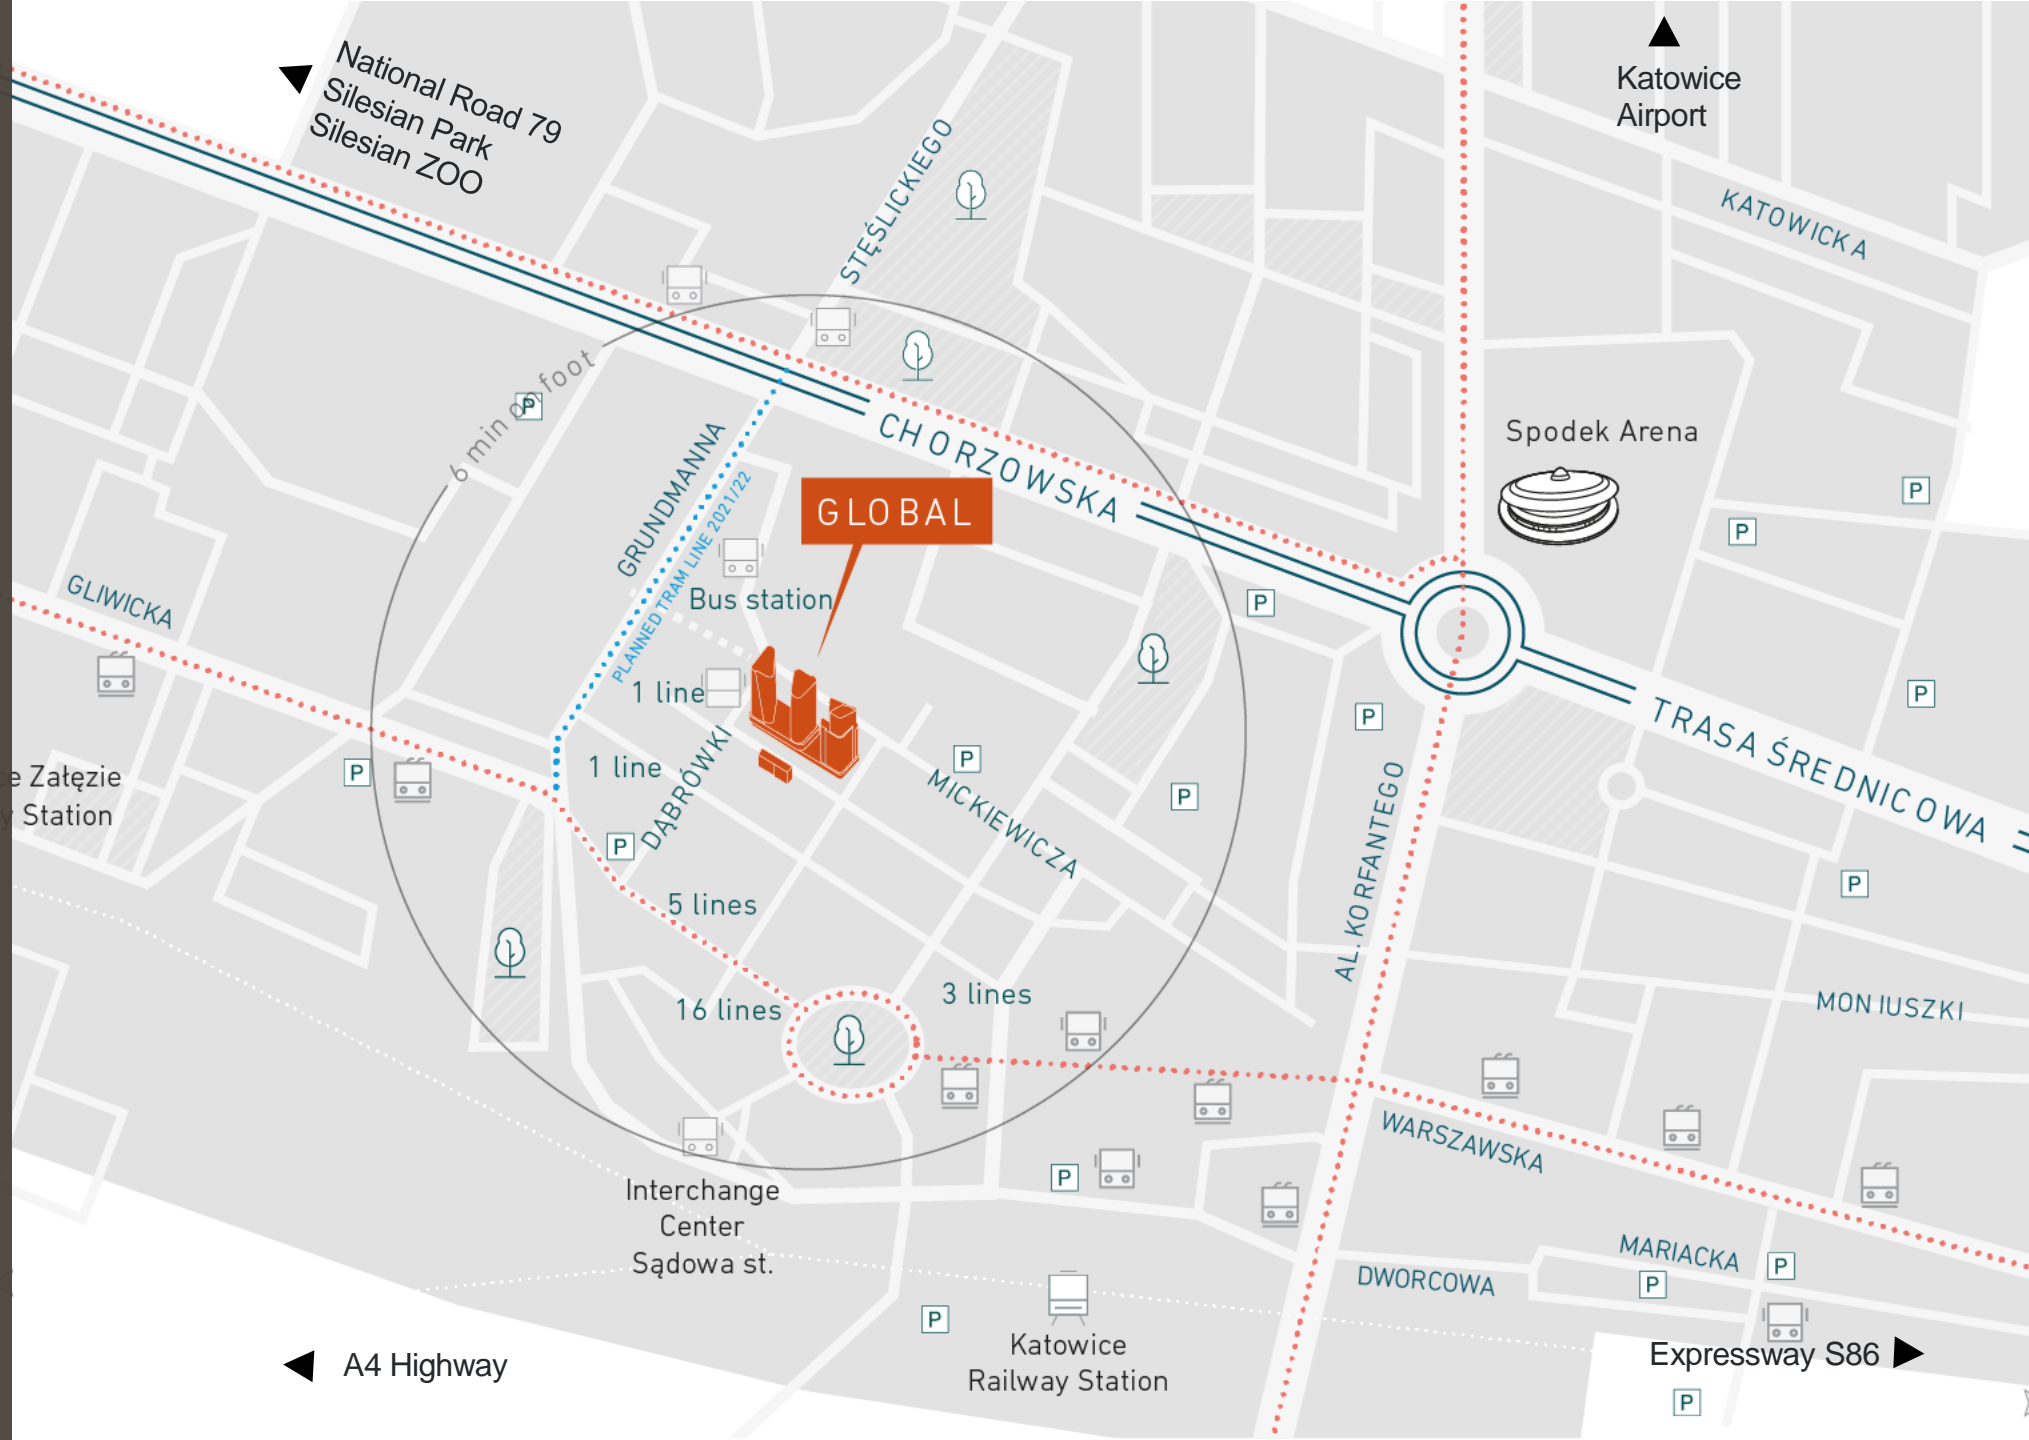 National Road 79
Silesian Park
Silesian ZOO
Katowice
Airport
STĘŚLICKIEGO
KATOWICKA
6 min on foot
P
GRUNDMANNA
PLANNED TRAM LINE 2021/22
CHORZOWSKA
Spodek Arena
GLOBAL
P
P
Bus station
GLIWICKA
P
1 line
P
P
TRASA ŚREDNICOWA
1 line
DĄBRÓWKI
P
MICKIEWICZA
P
P
Załęzie
Station
P
AL. KORFANTEGO
P
5 lines
16 lines
3 lines
MONIUSZKI
WARSZAWSKA
P
Interchange
Center
Sądowa st.
MARIACKA
P
DWORCOWA
P
P
Katowice
Railway Station
A4 Highway
Expressway S86
P